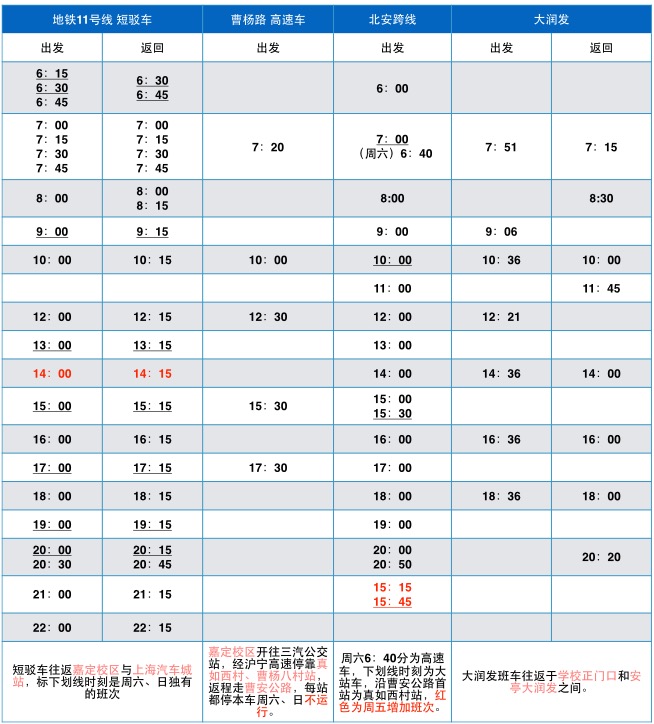 地铁11号线 短驳车 曹杨路 高速车 北安跨线 大润发
出发 返回 出发 出发 出发 返回
6：15
6：30
6：45
6：30
6：45
6：00
7：00
7：15
7：30
7：45
7：00
7：15
7：30
7：45
7：20
7：00
（周六）6：40
7：51
7：15
8：00
8：00
8：15
8:00
8:30
9：00 9：15 9：00 9：06
10：00 10：15 10：00 10：00 10：36 10：00
11：00 11：45
12：00 12：15 12：30 12：00 12：21
13：00 13：15 13：00
14：00 14：15 14：00 14：36 14：00
15：00 15：15 15：30
15：00
15：30
16：00 16：15 16：00 16：36 16：00
17：00 17：15 17：30 17：00
18：00 18：15 18：00 18：36 18：00
19：00 19：15 19：00
20：00
20：30
20：15
20：45
20：00
20：50
20：20
21：00 21：15
15：15
15：45
22：00 22：15
短驳车往返嘉定校区与上海汽车城
站，标下划线时刻是周六、日独有
的班次
嘉定校区开往三汽公交
站，经沪宁高速停靠真
如西村、曹杨八村站，
返程走曹安公路，每站
都停本车周六、日不运
行。
周六6：40分为高速
车，下划线时刻为大
站车，沿曹安公路首
站为真如西村站，红
色为周五增加班次。
大润发班车往返于学校正门口和安
亭大润发之间。